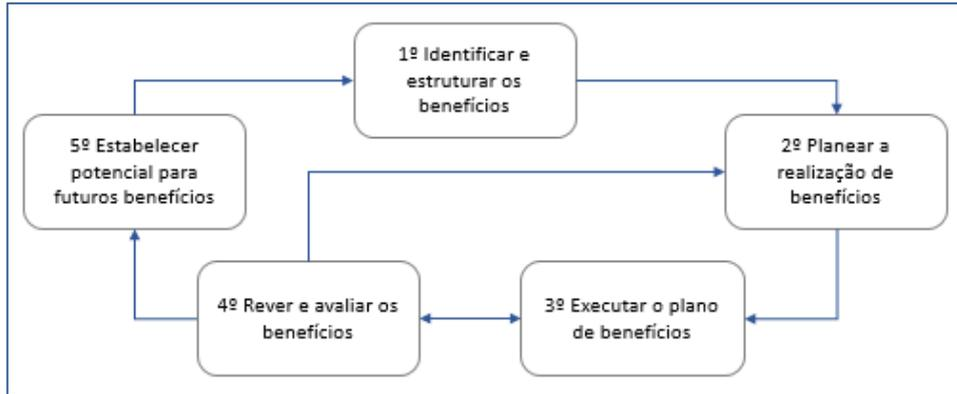 1º Identificar e
estruturar os
benefícios
2º Planear a
realização de
benefícios
3º Executar o plano
de benefícios
4º Rever e avaliar os
benefícios
5º Estabelecer
potencial para
futuros benefícios